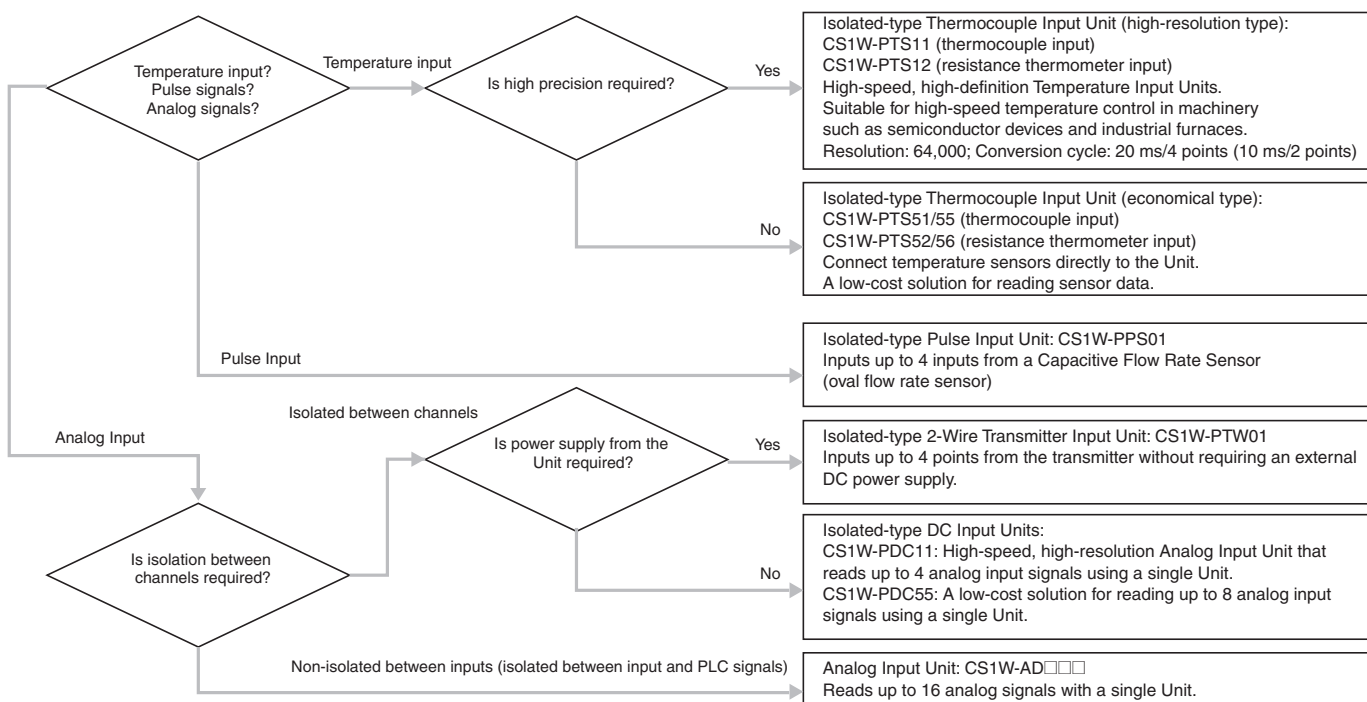 Temperature input?
Pulse signals?
Analog signals?
Temperature input
Is high precision required?
Yes
Isolated-type Thermocouple Input Unit (high-resolution type):
CS1W-PTS11 (thermocouple input)
CS1W-PTS12 (resistance thermometer input)
High-speed, high-definition Temperature Input Units.
Suitable for high-speed temperature control in machinery
such as semiconductor devices and industrial furnaces.
Resolution: 64,000; Conversion cycle: 20 ms/4 points (10 ms/2 points)
No
Isolated-type Thermocouple Input Unit (economical type):
CS1W-PTS51/55 (thermocouple input)
CS1W-PTS52/56 (resistance thermometer input)
Connect temperature sensors directly to the Unit.
A low-cost solution for reading sensor data.
Pulse Input
Isolated-type Pulse Input Unit: CS1W-PPS01
Inputs up to 4 inputs from a Capacitive Flow Rate Sensor
(oval flow rate sensor)
Analog Input
Is isolation between
channels required?
Isolated between channels
Is power supply from the
Unit required?
Yes
Isolated-type 2-Wire Transmitter Input Unit: CS1W-PTW01
Inputs up to 4 points from the transmitter without requiring an external
DC power supply.
No
Isolated-type DC Input Units:
CS1W-PDC11: High-speed, high-resolution Analog Input Unit that
reads up to 4 analog input signals using a single Unit.
CS1W-PDC55: A low-cost solution for reading up to 8 analog input
signals using a single Unit.
Non-isolated between inputs (isolated between input and PLC signals)
Analog Input Unit: CS1W-AD□□□
Reads up to 16 analog signals with a single Unit.